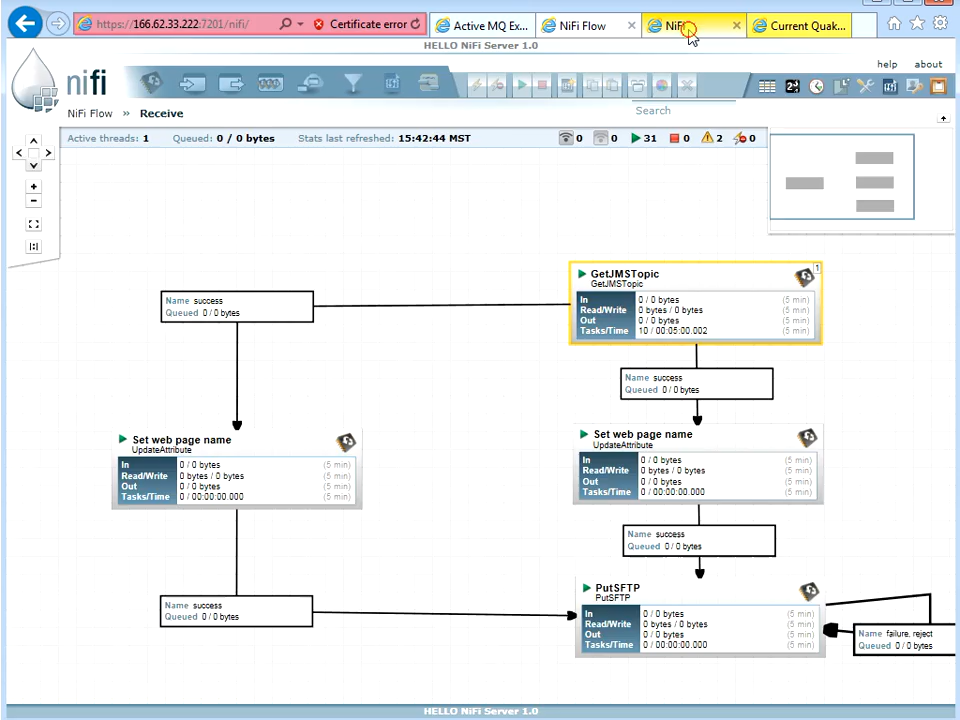 https://166.62.33.222:7201/nifi/
Certificate error
Active MQ Ex...
NiFi Flow
NiFi
Current Quak...
HELLO NiFi Server 1.0
nifi
help
about
NiFi Flow » Receive
Search
Active threads: 1
Queued: 0 / 0 bytes
Stats last refreshed: 15:42:44 MST
0
0
31
0
2
0
GetJMSTopic
1
GetJMSTopic
In 0 / 0 bytes (5 min)
Read/Write 0 bytes / 0 bytes (5 min)
Out 0 / 0 bytes (5 min)
Tasks/Time 10 / 00:05:00.002 (5 min)
Name success
Queued 0 / 0 bytes
Name success
Queued 0 / 0 bytes
Set web page name
UpdateAttribute
In 0 / 0 bytes (5 min)
Read/Write 0 bytes / 0 bytes (5 min)
Out 0 / 0 bytes (5 min)
Tasks/Time 0 / 00:00:00.000 (5 min)
Set web page name
UpdateAttribute
In 0 / 0 bytes (5 min)
Read/Write 0 bytes / 0 bytes (5 min)
Out 0 / 0 bytes (5 min)
Tasks/Time 0 / 00:00:00.000 (5 min)
Name success
Queued 0 / 0 bytes
Name success
Queued 0 / 0 bytes
PutSFTP
PutSFTP
In 0 / 0 bytes (5 min)
Read/Write 0 bytes / 0 bytes (5 min)
Out 0 / 0 bytes (5 min)
Tasks/Time 0 / 00:00:00.000 (5 min)
Name failure, reject
Queued 0 / 0 bytes
HELLO NiFi Server 1.0